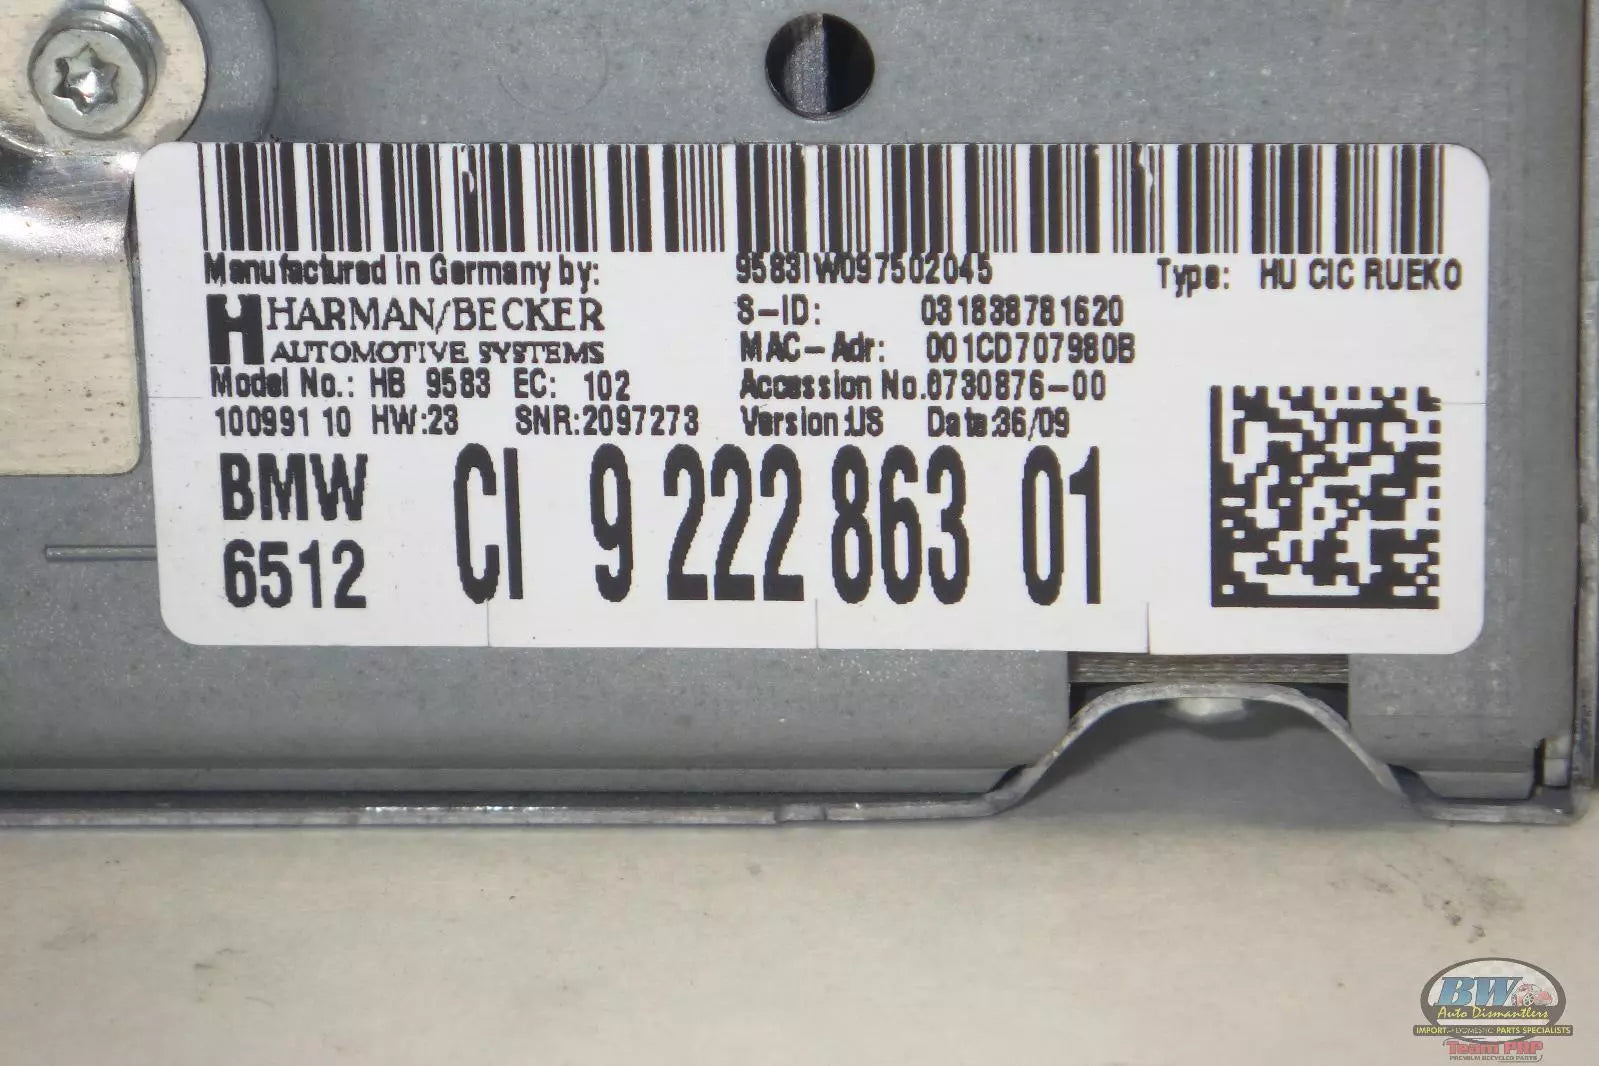 Manufactured in Germany by: 9583IW097502045 Type: HU CIC RUEKO
HARMAN/BECKER S-ID: 031838781620
AUTOMOTIVE SYSTEMS MAC-Adr: 001CD707980B
Model No.: HB 9583 EC: 102 Accession No.:0730876-00
10099110 HW:23 SNR:2097273 Version:US Date:36/09
BMW CI 9 222 863 01
6512
BW
Auto Dismantlers
IMPORT - DOMESTIC PARTS SPECIALISTS
Team PRP
PREMIUM RECYCLED PARTS